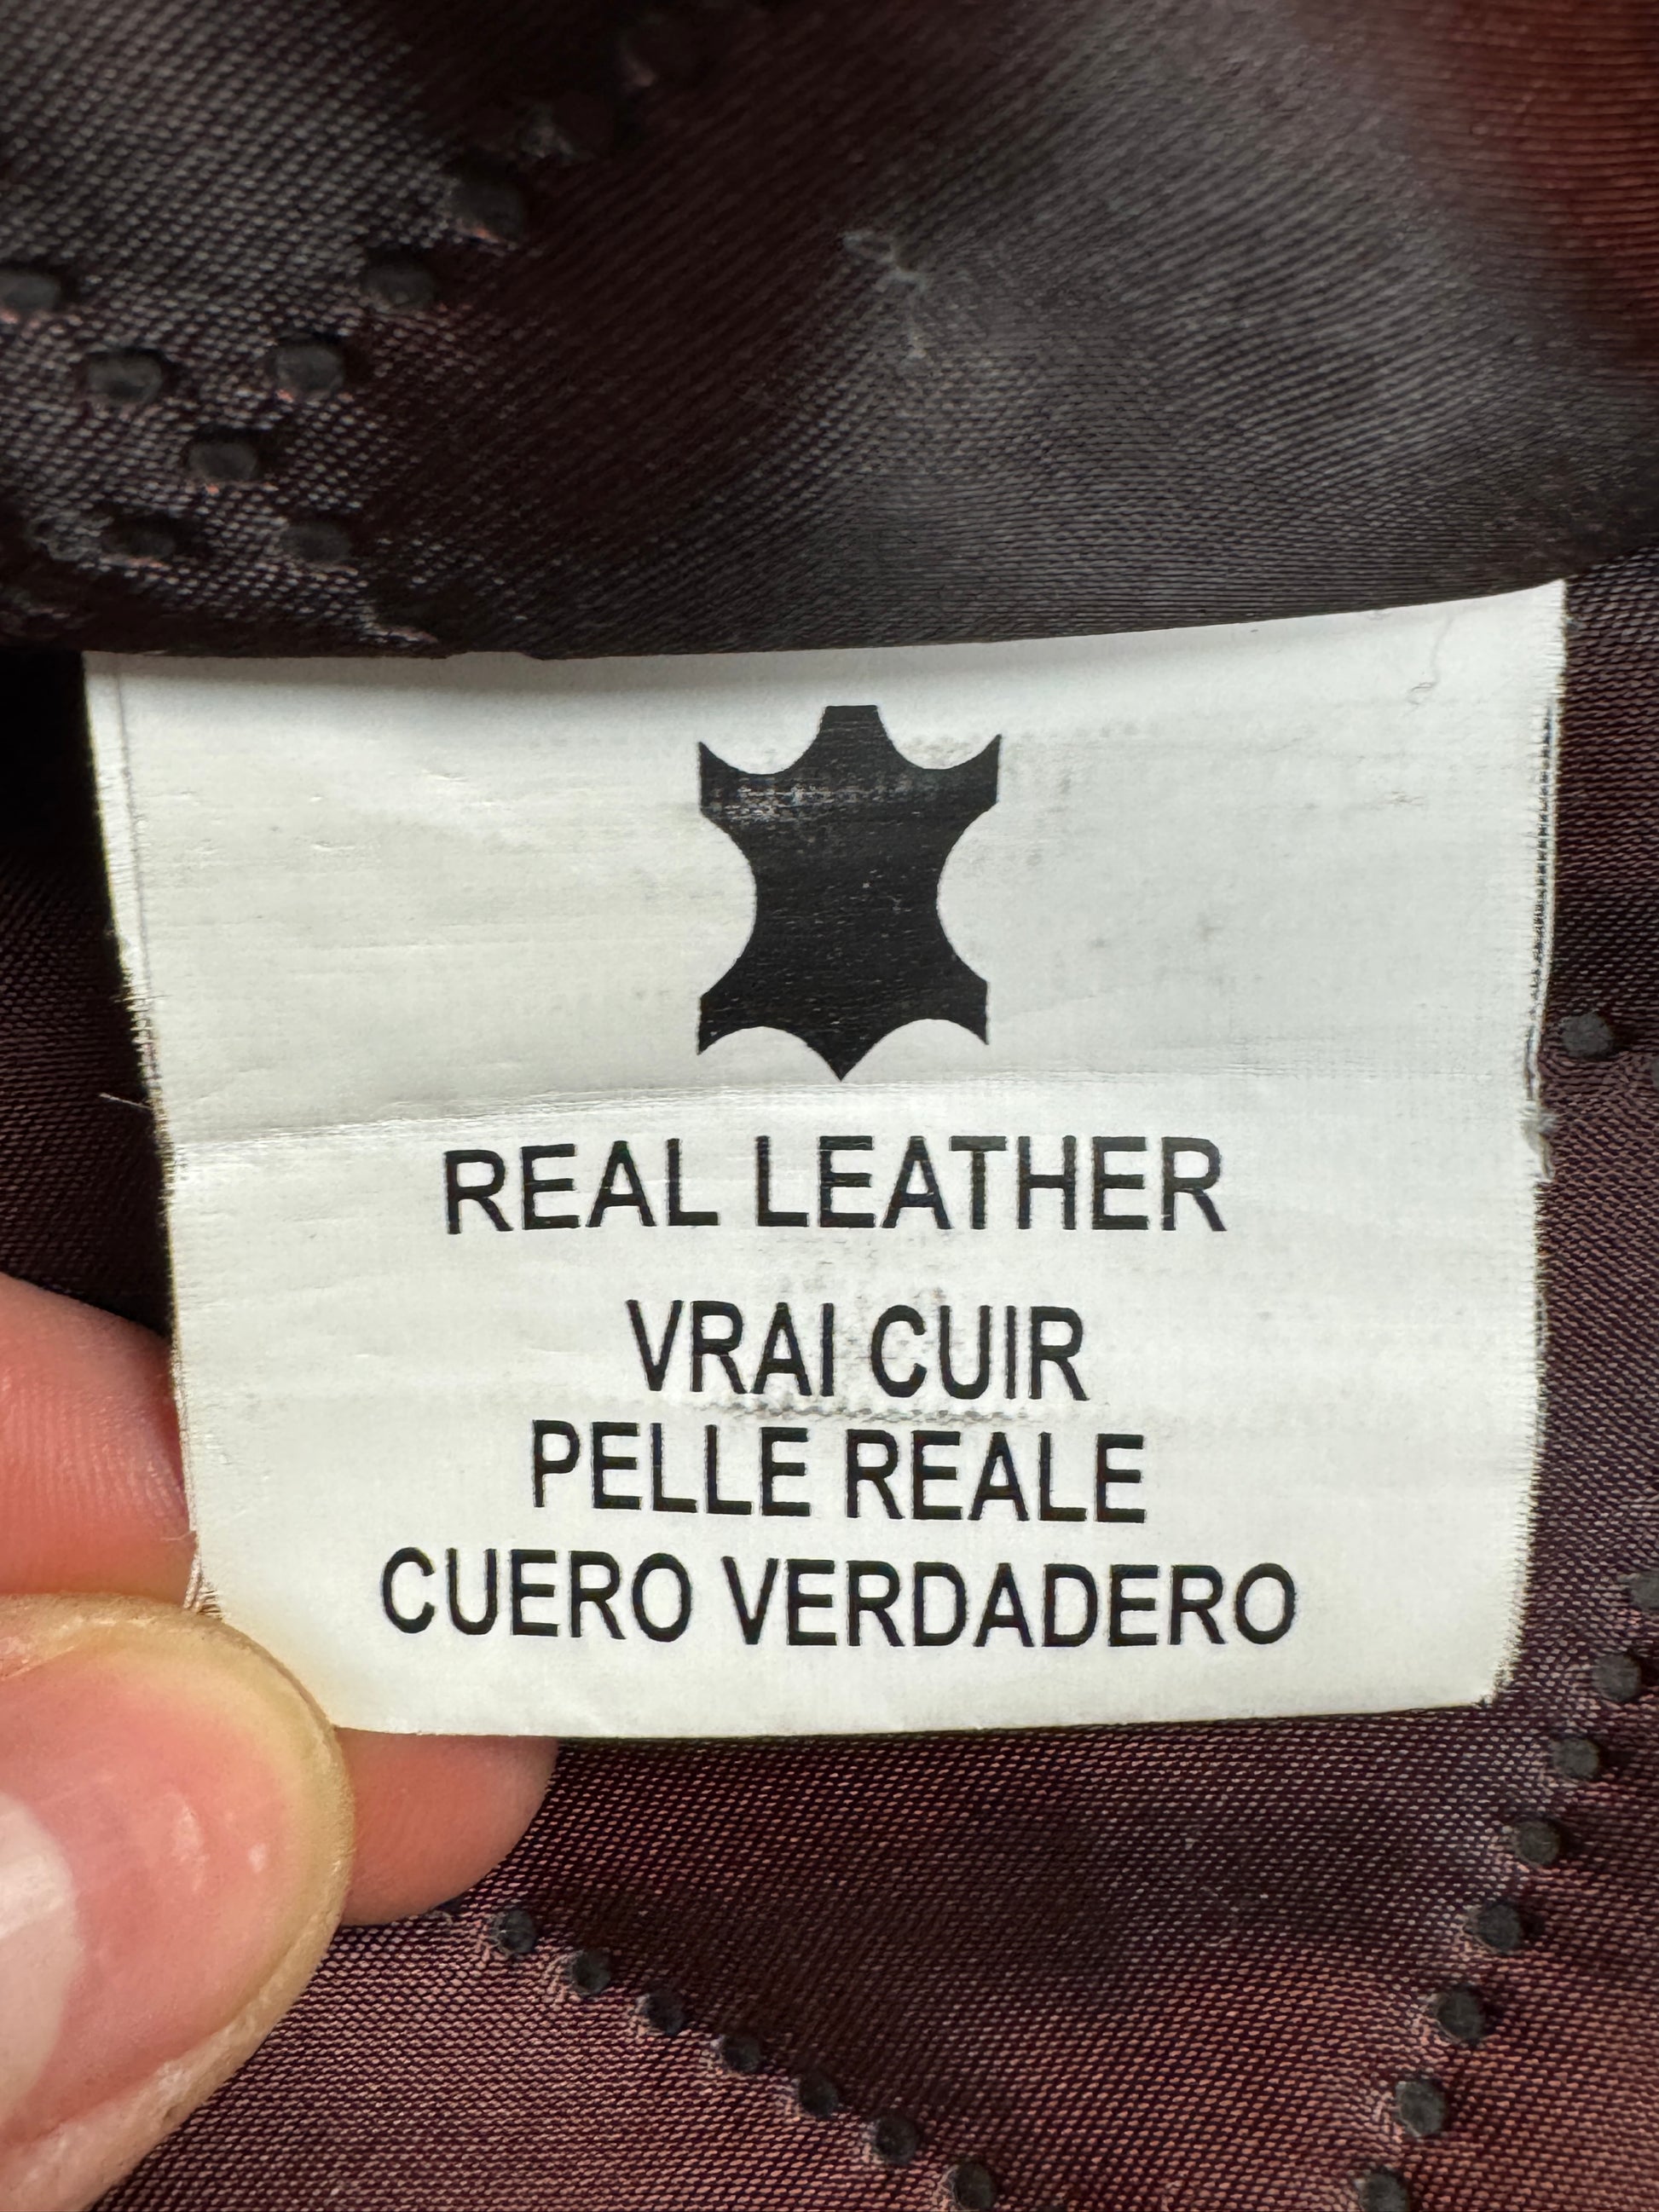 REAL LEATHER
VRAI CUIR
PELLE REALE
CUERO VERDADERO